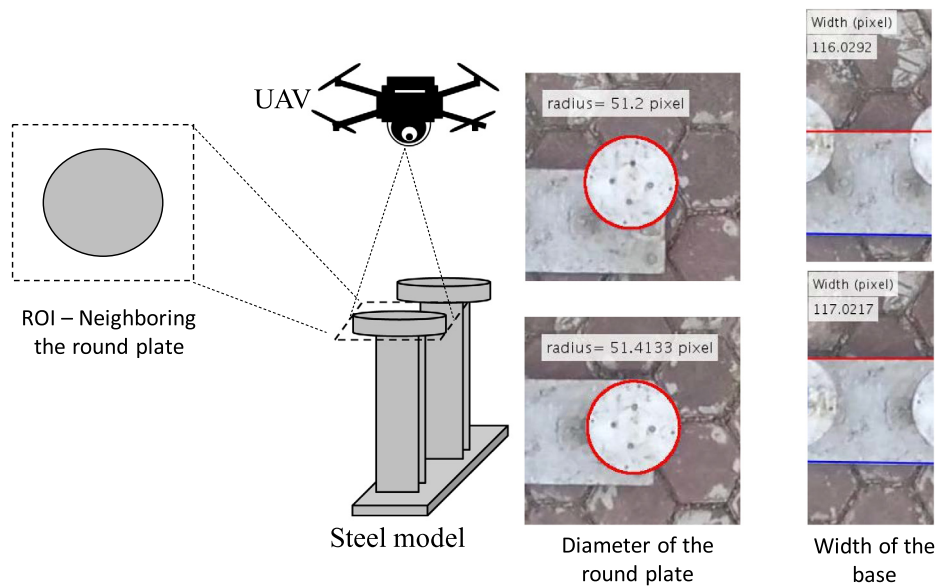 UAV
ROI – Neighboring
the round plate
Steel model
radius= 51.2 pixel
radius= 51.4133 pixel
Diameter of the
round plate
Width (pixel)
116.0292
Width (pixel)
117.0217
Width of the
base